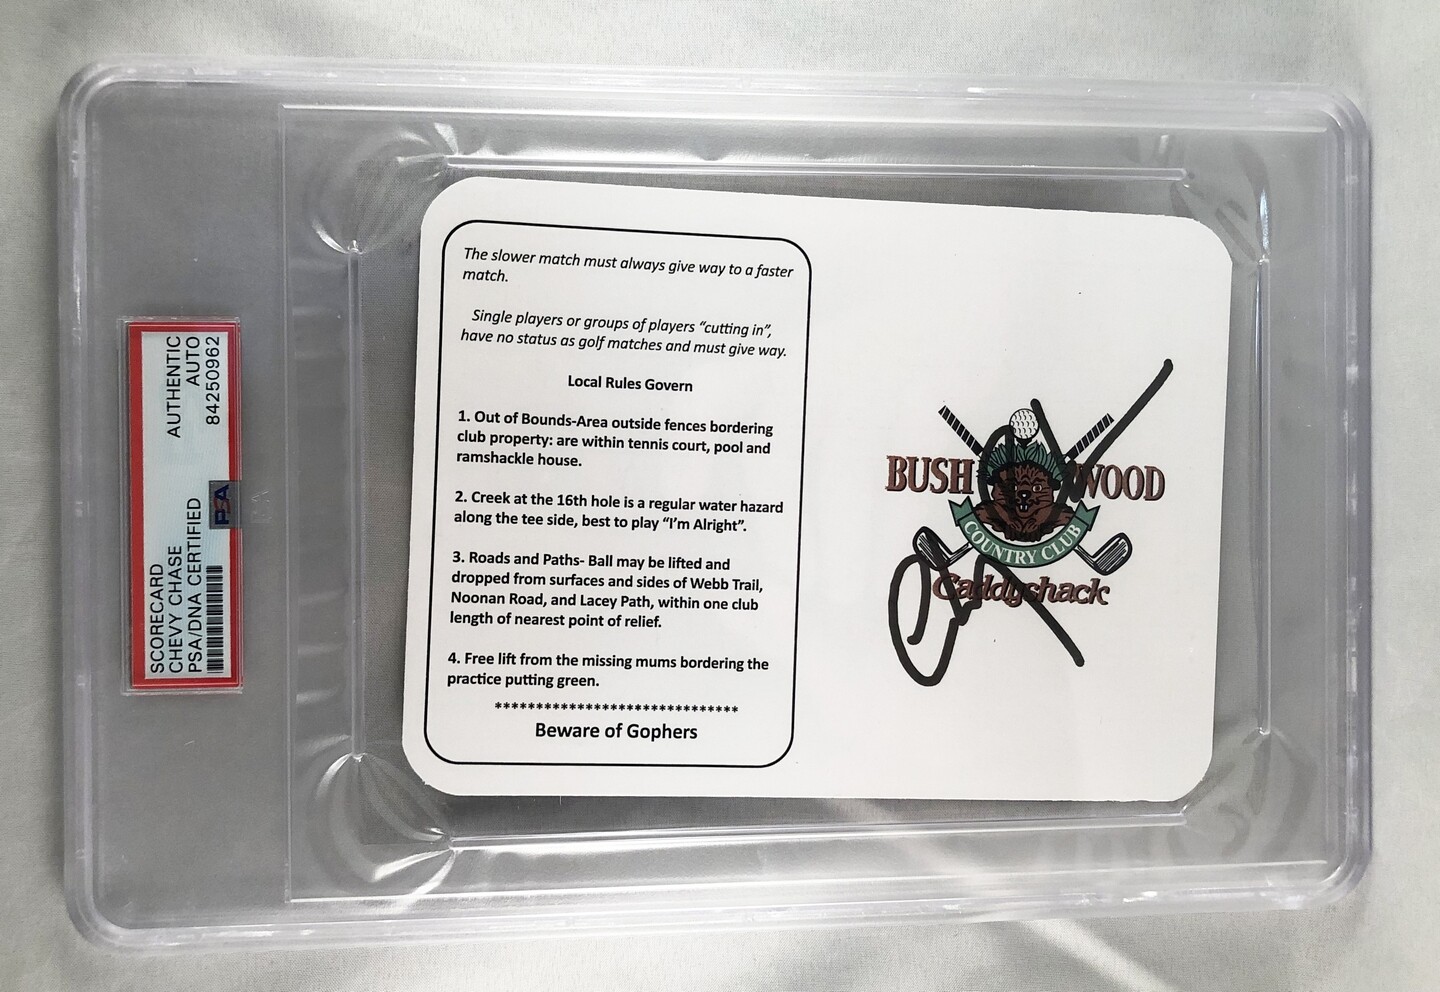 SCORECARD
CHEVY CHASE
PSA/DNA CERTIFIED
AUTHENTIC
AUTO
84250962
PSA
The slower match must always give way to a faster
match.
Single players or groups of players “cutting in”,
have no status as golf matches and must give way.
Local Rules Govern
1. Out of Bounds-Area outside fences bordering
club property: are within tennis court, pool and
ramshackle house.
2. Creek at the 16th hole is a regular water hazard
along the tee side, best to play “I’m Alright”.
3. Roads and Paths- Ball may be lifted and
dropped from surfaces and sides of Webb Trail,
Noonan Road, and Lacey Path, within one club
length of nearest point of relief.
4. Free lift from the missing mums bordering the
practice putting green.
******************************
Beware of Gophers
BUSH WOOD
COUNTRY CLUB
Caddyshack